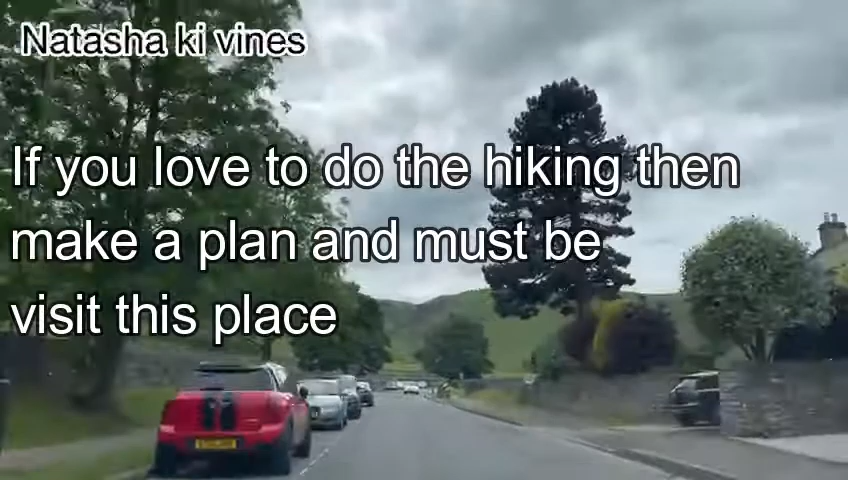 Natasha ki vines
If you love to do the hiking then
make a plan and must be
visit this place